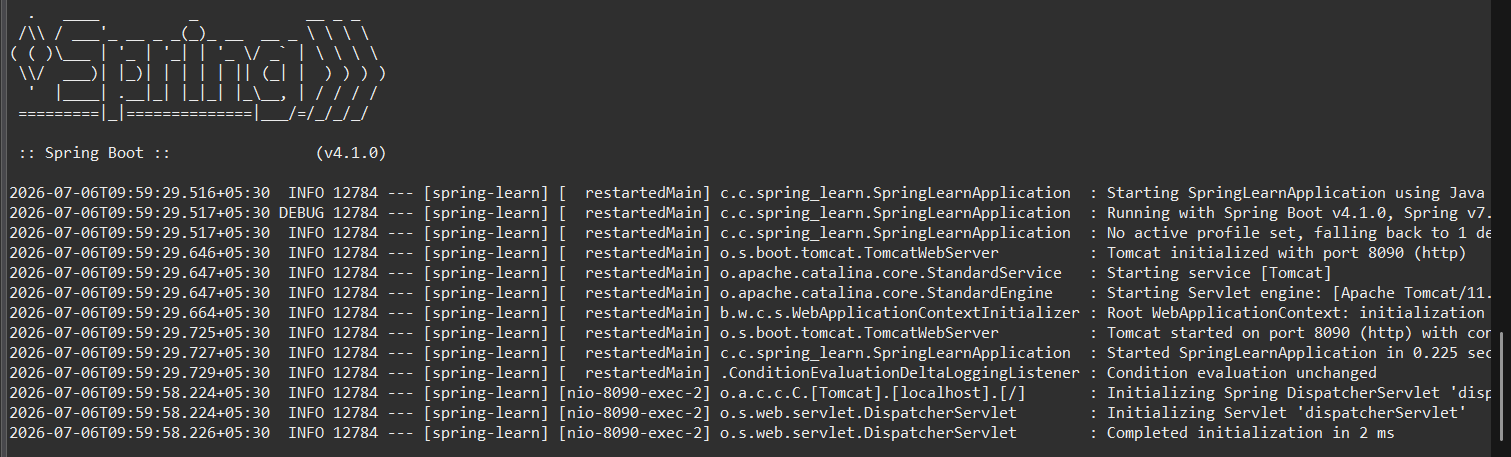 .   ____          _            __ _ _
 /\\ / ___'_ __ _ _(_)_ __  __ _ \ \ \ \
( ( )\___ | '_ | '_| | '_ \/ _` | \ \ \ \
 \\/  ___)| |_)| | | | | || (_| |  ) ) ) )
  '  |____| .__|_| |_|_| |_\__, | / / / /
 =========|_|==============|___/=/_/_/_/

 :: Spring Boot ::                (v4.1.0)

2026-07-06T09:59:29.516+05:30  INFO 12784 --- [spring-learn] [  restartedMain] c.c.spring_learn.SpringLearnApplication  : Starting SpringLearnApplication using Java
2026-07-06T09:59:29.517+05:30 DEBUG 12784 --- [spring-learn] [  restartedMain] c.c.spring_learn.SpringLearnApplication  : Running with Spring Boot v4.1.0, Spring v7.
2026-07-06T09:59:29.517+05:30  INFO 12784 --- [spring-learn] [  restartedMain] c.c.spring_learn.SpringLearnApplication  : No active profile set, falling back to 1 de
2026-07-06T09:59:29.646+05:30  INFO 12784 --- [spring-learn] [  restartedMain] o.s.boot.tomcat.TomcatWebServer          : Tomcat initialized with port 8090 (http)
2026-07-06T09:59:29.647+05:30  INFO 12784 --- [spring-learn] [  restartedMain] o.apache.catalina.core.StandardService   : Starting service [Tomcat]
2026-07-06T09:59:29.647+05:30  INFO 12784 --- [spring-learn] [  restartedMain] o.apache.catalina.core.StandardEngine    : Starting Servlet engine: [Apache Tomcat/11.
2026-07-06T09:59:29.664+05:30  INFO 12784 --- [spring-learn] [  restartedMain] b.w.c.s.WebApplicationContextInitializer : Root WebApplicationContext: initialization
2026-07-06T09:59:29.725+05:30  INFO 12784 --- [spring-learn] [  restartedMain] o.s.boot.tomcat.TomcatWebServer          : Tomcat started on port 8090 (http) with con
2026-07-06T09:59:29.727+05:30  INFO 12784 --- [spring-learn] [  restartedMain] c.c.spring_learn.SpringLearnApplication  : Started SpringLearnApplication in 0.225 sec
2026-07-06T09:59:29.729+05:30  INFO 12784 --- [spring-learn] [  restartedMain] .ConditionEvaluationDeltaLoggingListener : Condition evaluation unchanged
2026-07-06T09:59:58.224+05:30  INFO 12784 --- [spring-learn] [nio-8090-exec-2] o.a.c.c.C.[Tomcat].[localhost].[/]       : Initializing Spring DispatcherServlet 'disp
2026-07-06T09:59:58.224+05:30  INFO 12784 --- [spring-learn] [nio-8090-exec-2] o.s.web.servlet.DispatcherServlet        : Initializing Servlet 'dispatcherServlet'
2026-07-06T09:59:58.226+05:30  INFO 12784 --- [spring-learn] [nio-8090-exec-2] o.s.web.servlet.DispatcherServlet        : Completed initialization in 2 ms